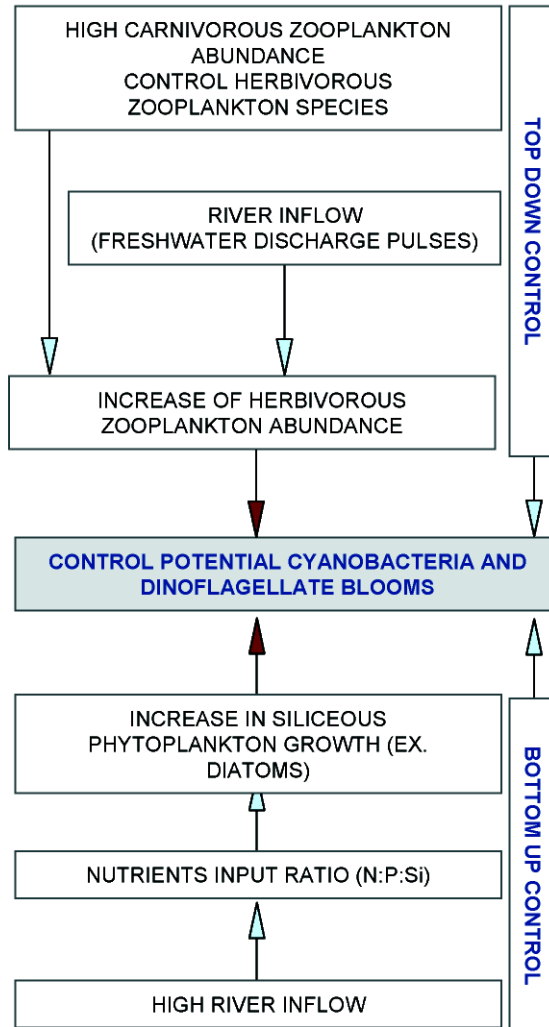 HIGH CARNIVOROUS ZOOPLANKTON
ABUNDANCE
CONTROL HERBIVOROUS
ZOOPLANKTON SPECIES
TOP DOWN CONTROL
RIVER INFLOW
(FRESHWATER DISCHARGE PULSES)
INCREASE OF HERBIVOROUS
ZOOPLANKTON ABUNDANCE
CONTROL POTENTIAL CYANOBACTERIA AND
DINOFLAGELLATE BLOOMS
INCREASE IN SILICEOUS
PHYTOPLANKTON GROWTH (EX.
DIATOMS)
BOTTOM UP CONTROL
NUTRIENTS INPUT RATIO (N:P:Si)
HIGH RIVER INFLOW